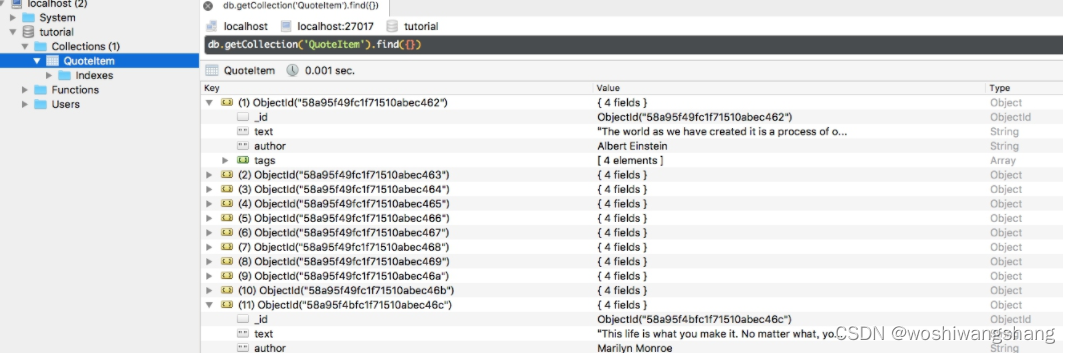 localhost (2)
System
tutorial
Collections (1)
QuoteItem
Indexes
Functions
Users
db.getCollection('QuoteItem').find({})
localhost localhost:27017 tutorial
db.getCollection('QuoteItem').find({})
QuoteItem 0.001 sec.
Key Value Type
(1) ObjectId("58a95f49fc1f71510abec462") { 4 fields } Object
_id ObjectId("58a95f49fc1f71510abec462") ObjectId
text "The world as we have created it is a process of o... String
author Albert Einstein String
tags [ 4 elements ] Array
(2) ObjectId("58a95f49fc1f71510abec463") { 4 fields } Object
(3) ObjectId("58a95f49fc1f71510abec464") { 4 fields } Object
(4) ObjectId("58a95f49fc1f71510abec465") { 4 fields } Object
(5) ObjectId("58a95f49fc1f71510abec466") { 4 fields } Object
(6) ObjectId("58a95f49fc1f71510abec467") { 4 fields } Object
(7) ObjectId("58a95f49fc1f71510abec468") { 4 fields } Object
(8) ObjectId("58a95f49fc1f71510abec469") { 4 fields } Object
(9) ObjectId("58a95f49fc1f71510abec46a") { 4 fields } Object
(10) ObjectId("58a95f49fc1f71510abec46b") { 4 fields } Object
(11) ObjectId("58a95f4bfc1f71510abec46c") { 4 fields } Object
_id ObjectId("58a95f4bfc1f71510abec46c") ObjectId
text "This life is what you make it. No matter what, yo... String
author Marilyn Monroe String
CSDN @woshiwangshang